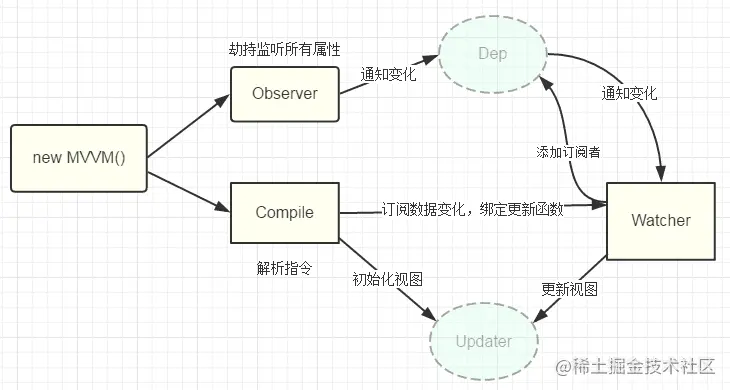 劫持监听所有属性
Dep
Observer
通知变化
通知变化
new MVVM()
添加订阅者
Compile
订阅数据变化，绑定更新函数
Watcher
解析指令
初始化视图
更新视图
Updater
@稀土掘金技术社区